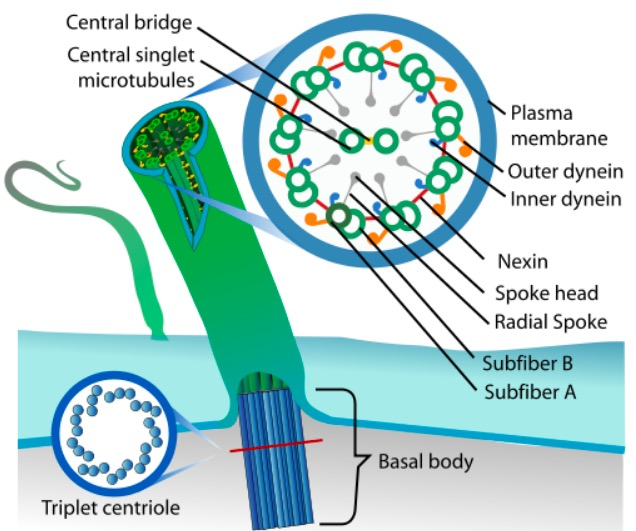 Central bridge
Central singlet
microtubules
Plasma
membrane
Outer dynein
Inner dynein
Nexin
Spoke head
Radial Spoke
Subfiber B
Subfiber A
Basal body
Triplet centriole